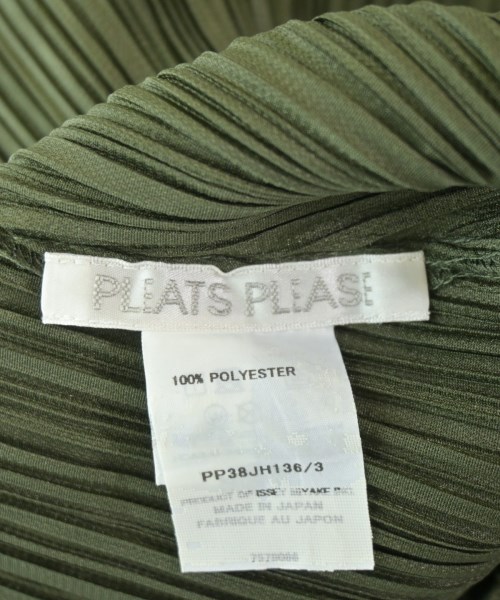 PLEATS PLEASE
100% POLYESTER
PP38JH136/3
PRODUCT OF ISSEY MIYAKE INC.
MADE IN JAPAN
FABRIQUE AU JAPON